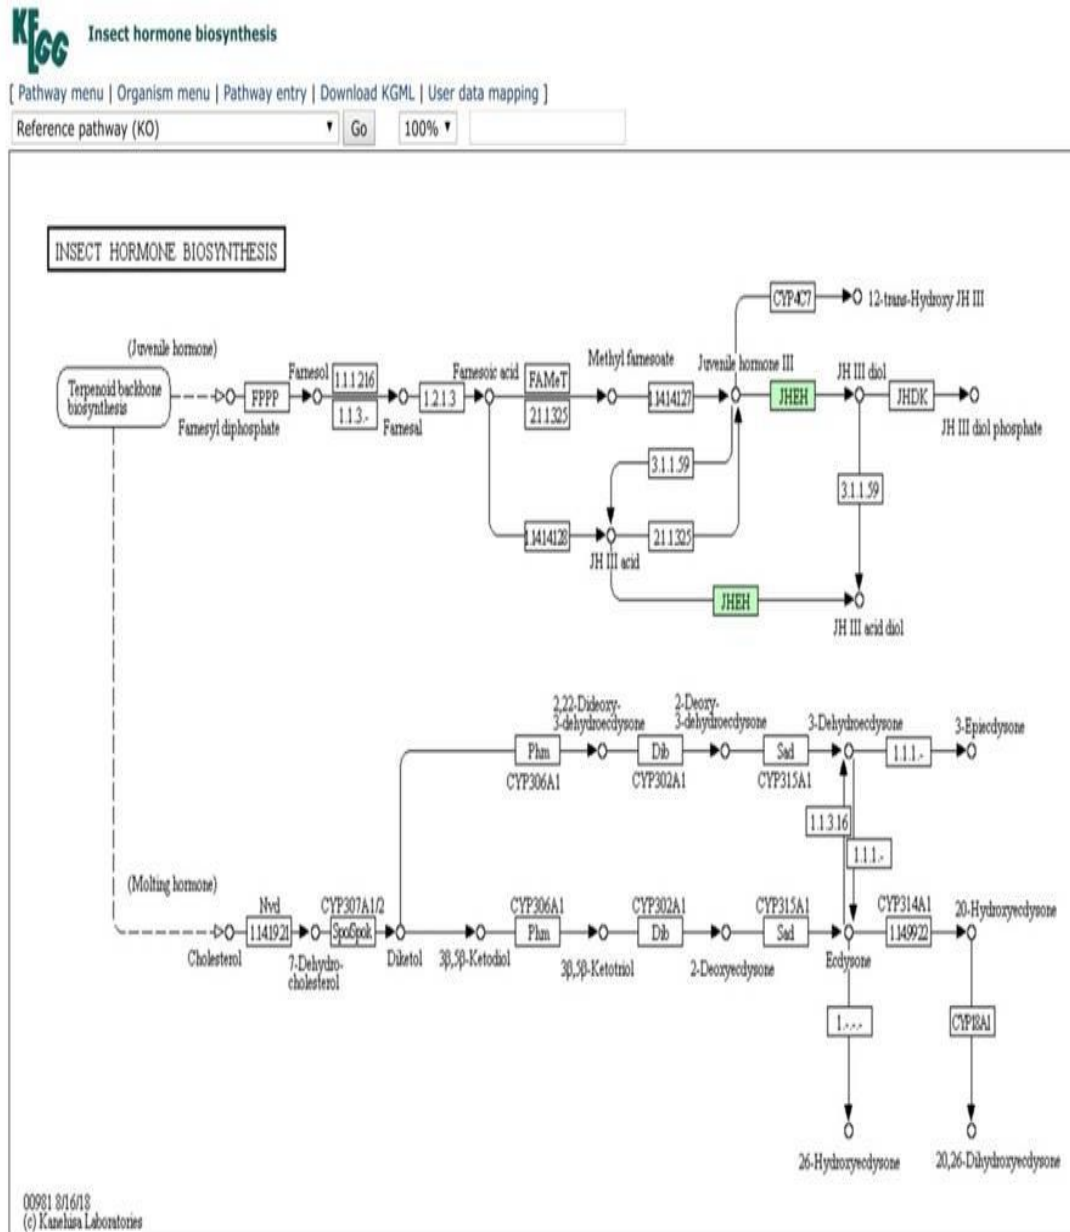 KEGG
Insect hormone biosynthesis
[ Pathway menu | Organism menu | Pathway entry | Download KGML | User data mapping ]
Reference pathway (KO)
Go
100%
INSECT HORMONE BIOSYNTHESIS
CYP4C7
12-trans-Hydroxy JH III
(Juvenile hormone)
Terpenoid backbone
biosynthesis
Farnesyl diphosphate
FPPP
Farnesol
1.1.1.216
1.1.3.-
Farnesal
1.2.1.3
Farnesoic acid
FAMeT
2.1.1.325
Methyl farnesoate
1.14.14.127
Juvenile hormone III
JHEH
JH III diol
JHDK
JH III diol phosphate
3.1.1.59
3.1.1.59
1.14.14.128
JH III acid
2.1.1.325
JHEH
JH III acid diol
2,22-Dideoxy-
3-dehydroecdysone
2-Deoxy-
3-dehydroecdysone
3-Dehydroecdysone
3-Epiecdysone
Phm
CYP306A1
Dib
CYP302A1
Sad
CYP315A1
1.1.1.-
1.1.3.16
1.1.1.-
(Molting hormone)
Cholesterol
Nvd
1.14.19.21
7-Dehydro-
cholesterol
CYP307A1/2
Spo/Spok
Diketol
3β,5β-Ketodiol
CYP306A1
Phm
3β,5β-Ketotriol
CYP302A1
Dib
2-Deoxyecdysone
CYP315A1
Sad
Ecdysone
CYP314A1
1.14.99.22
20-Hydroxyecdysone
1.-.-.-
CYP18A1
26-Hydroxyecdysone
20,26-Dihydroxyecdysone
00981 8/16/18
(c) Kanehisa Laboratories